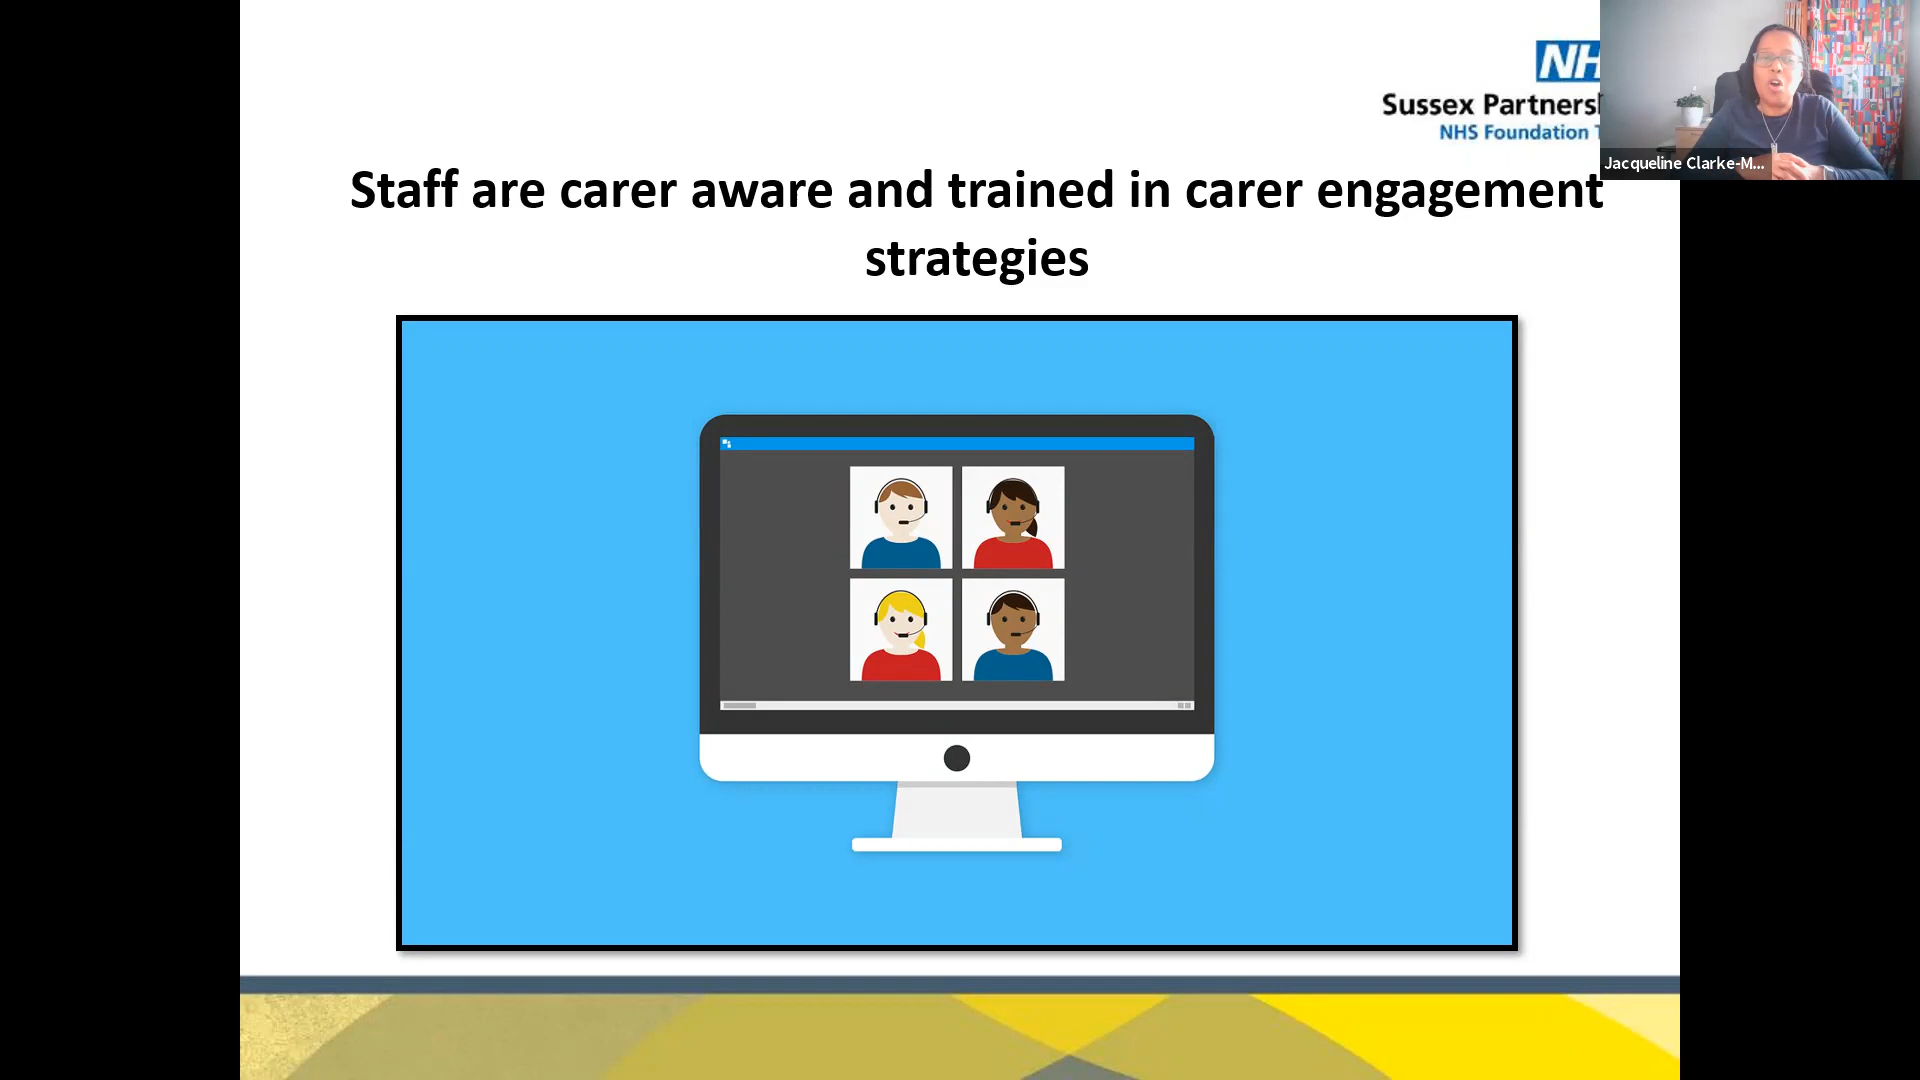 NH
Sussex Partners
NHS Foundation
Jacqueline Clarke-M...
Staff are carer aware and trained in carer engagement
strategies